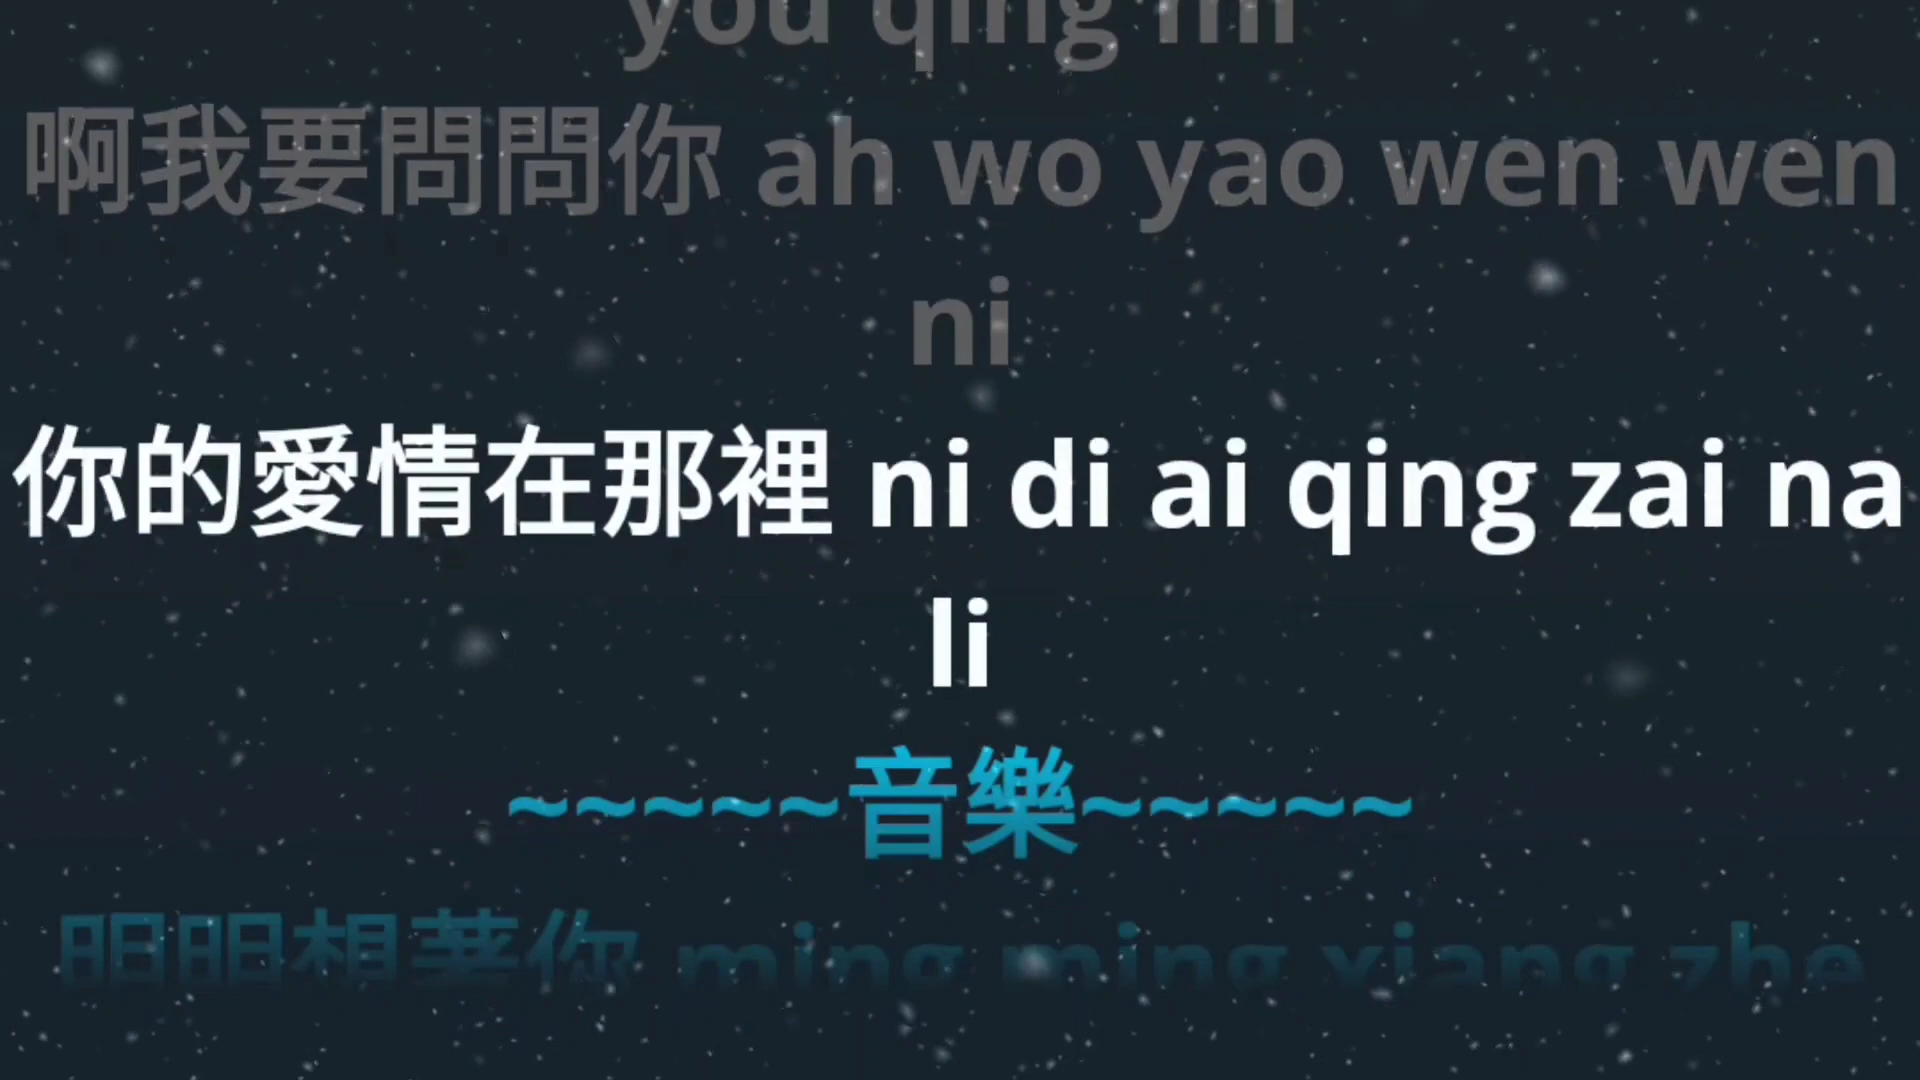 you qing mi
啊我要問問你 ah wo yao wen wen
ni
你的愛情在那裡 ni di ai qing zai na
li
~~~~~音樂~~~~~
明明想著你 ming ming xiang zhe